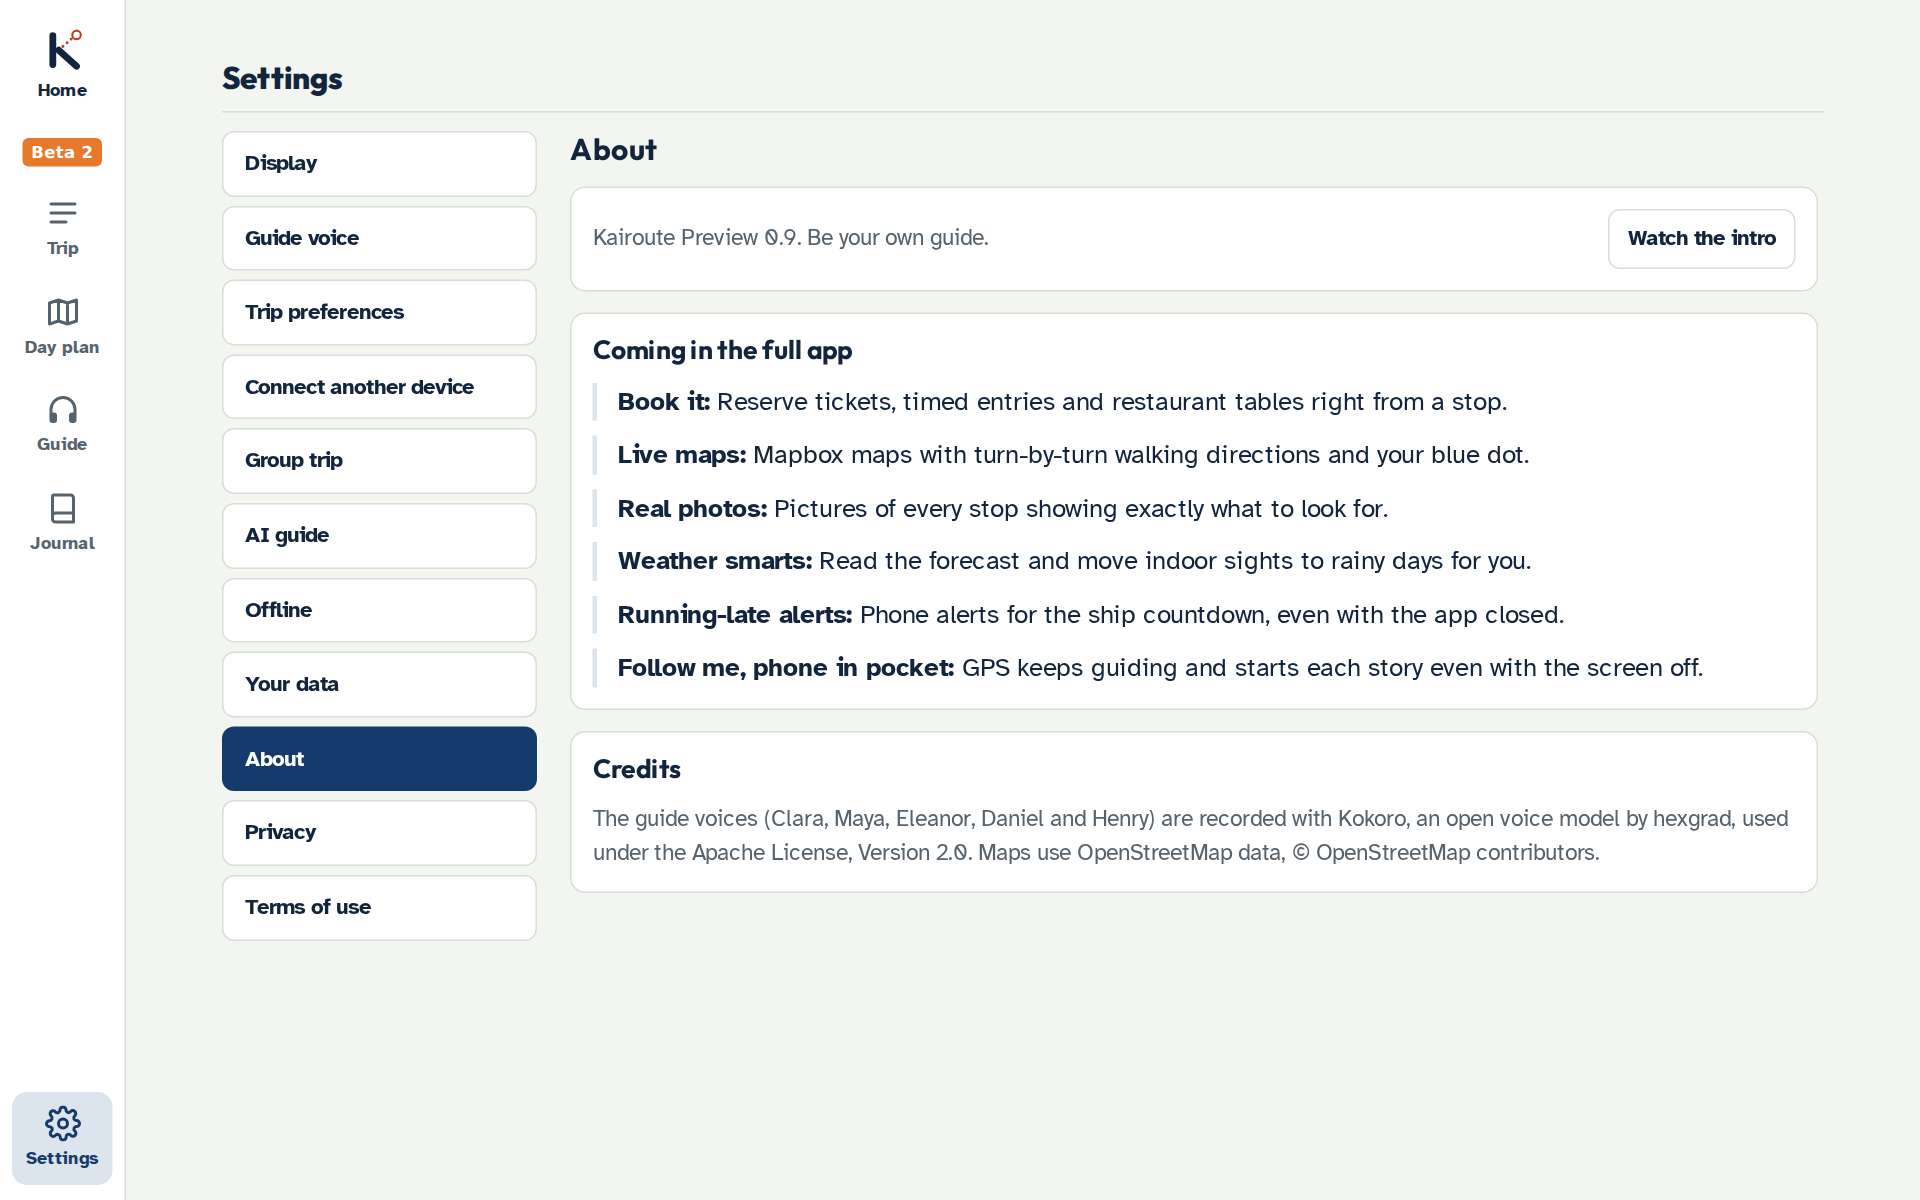 Home
Beta 2
Trip
Day plan
Guide
Journal
Settings
Settings
Display
Guide voice
Trip preferences
Connect another device
Group trip
AI guide
Offline
Your data
About
Privacy
Terms of use
About
Kairoute Preview 0.9. Be your own guide.
Watch the intro
Coming in the full app
Book it: Reserve tickets, timed entries and restaurant tables right from a stop.
Live maps: Mapbox maps with turn-by-turn walking directions and your blue dot.
Real photos: Pictures of every stop showing exactly what to look for.
Weather smarts: Read the forecast and move indoor sights to rainy days for you.
Running-late alerts: Phone alerts for the ship countdown, even with the app closed.
Follow me, phone in pocket: GPS keeps guiding and starts each story even with the screen off.
Credits
The guide voices (Clara, Maya, Eleanor, Daniel and Henry) are recorded with Kokoro, an open voice model by hexgrad, used
under the Apache License, Version 2.0. Maps use OpenStreetMap data, © OpenStreetMap contributors.